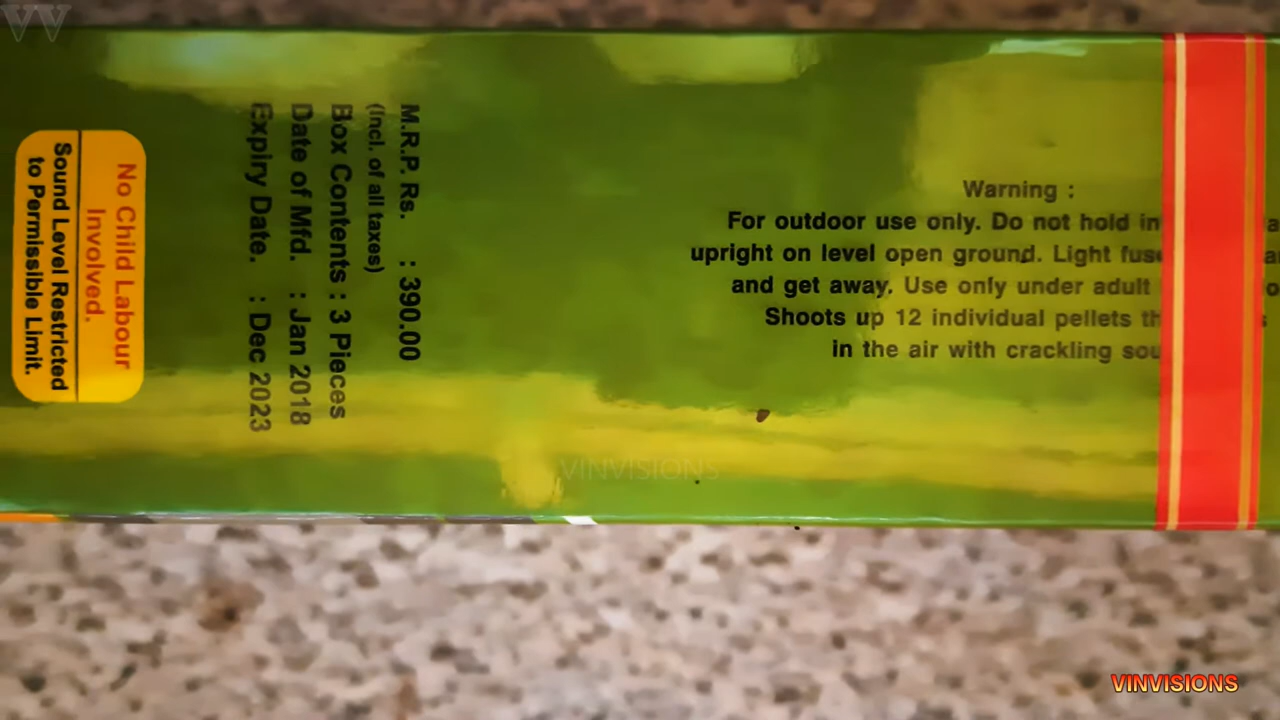 VV
No Child Labour
Involved.
Sound Level Restricted
to Permissible Limit.
M.R.P. Rs. : 390.00
(Incl. of all taxes)
Box Contents : 3 Pieces
Date of Mfd. : Jan 2018
Expiry Date. : Dec 2023
Warning :
For outdoor use only. Do not hold in
upright on level open ground. Light
and get away. Use only under adult
Shoots up 12 individual pellets
in the air with crackling
VINVISIONS
VINVISIONS